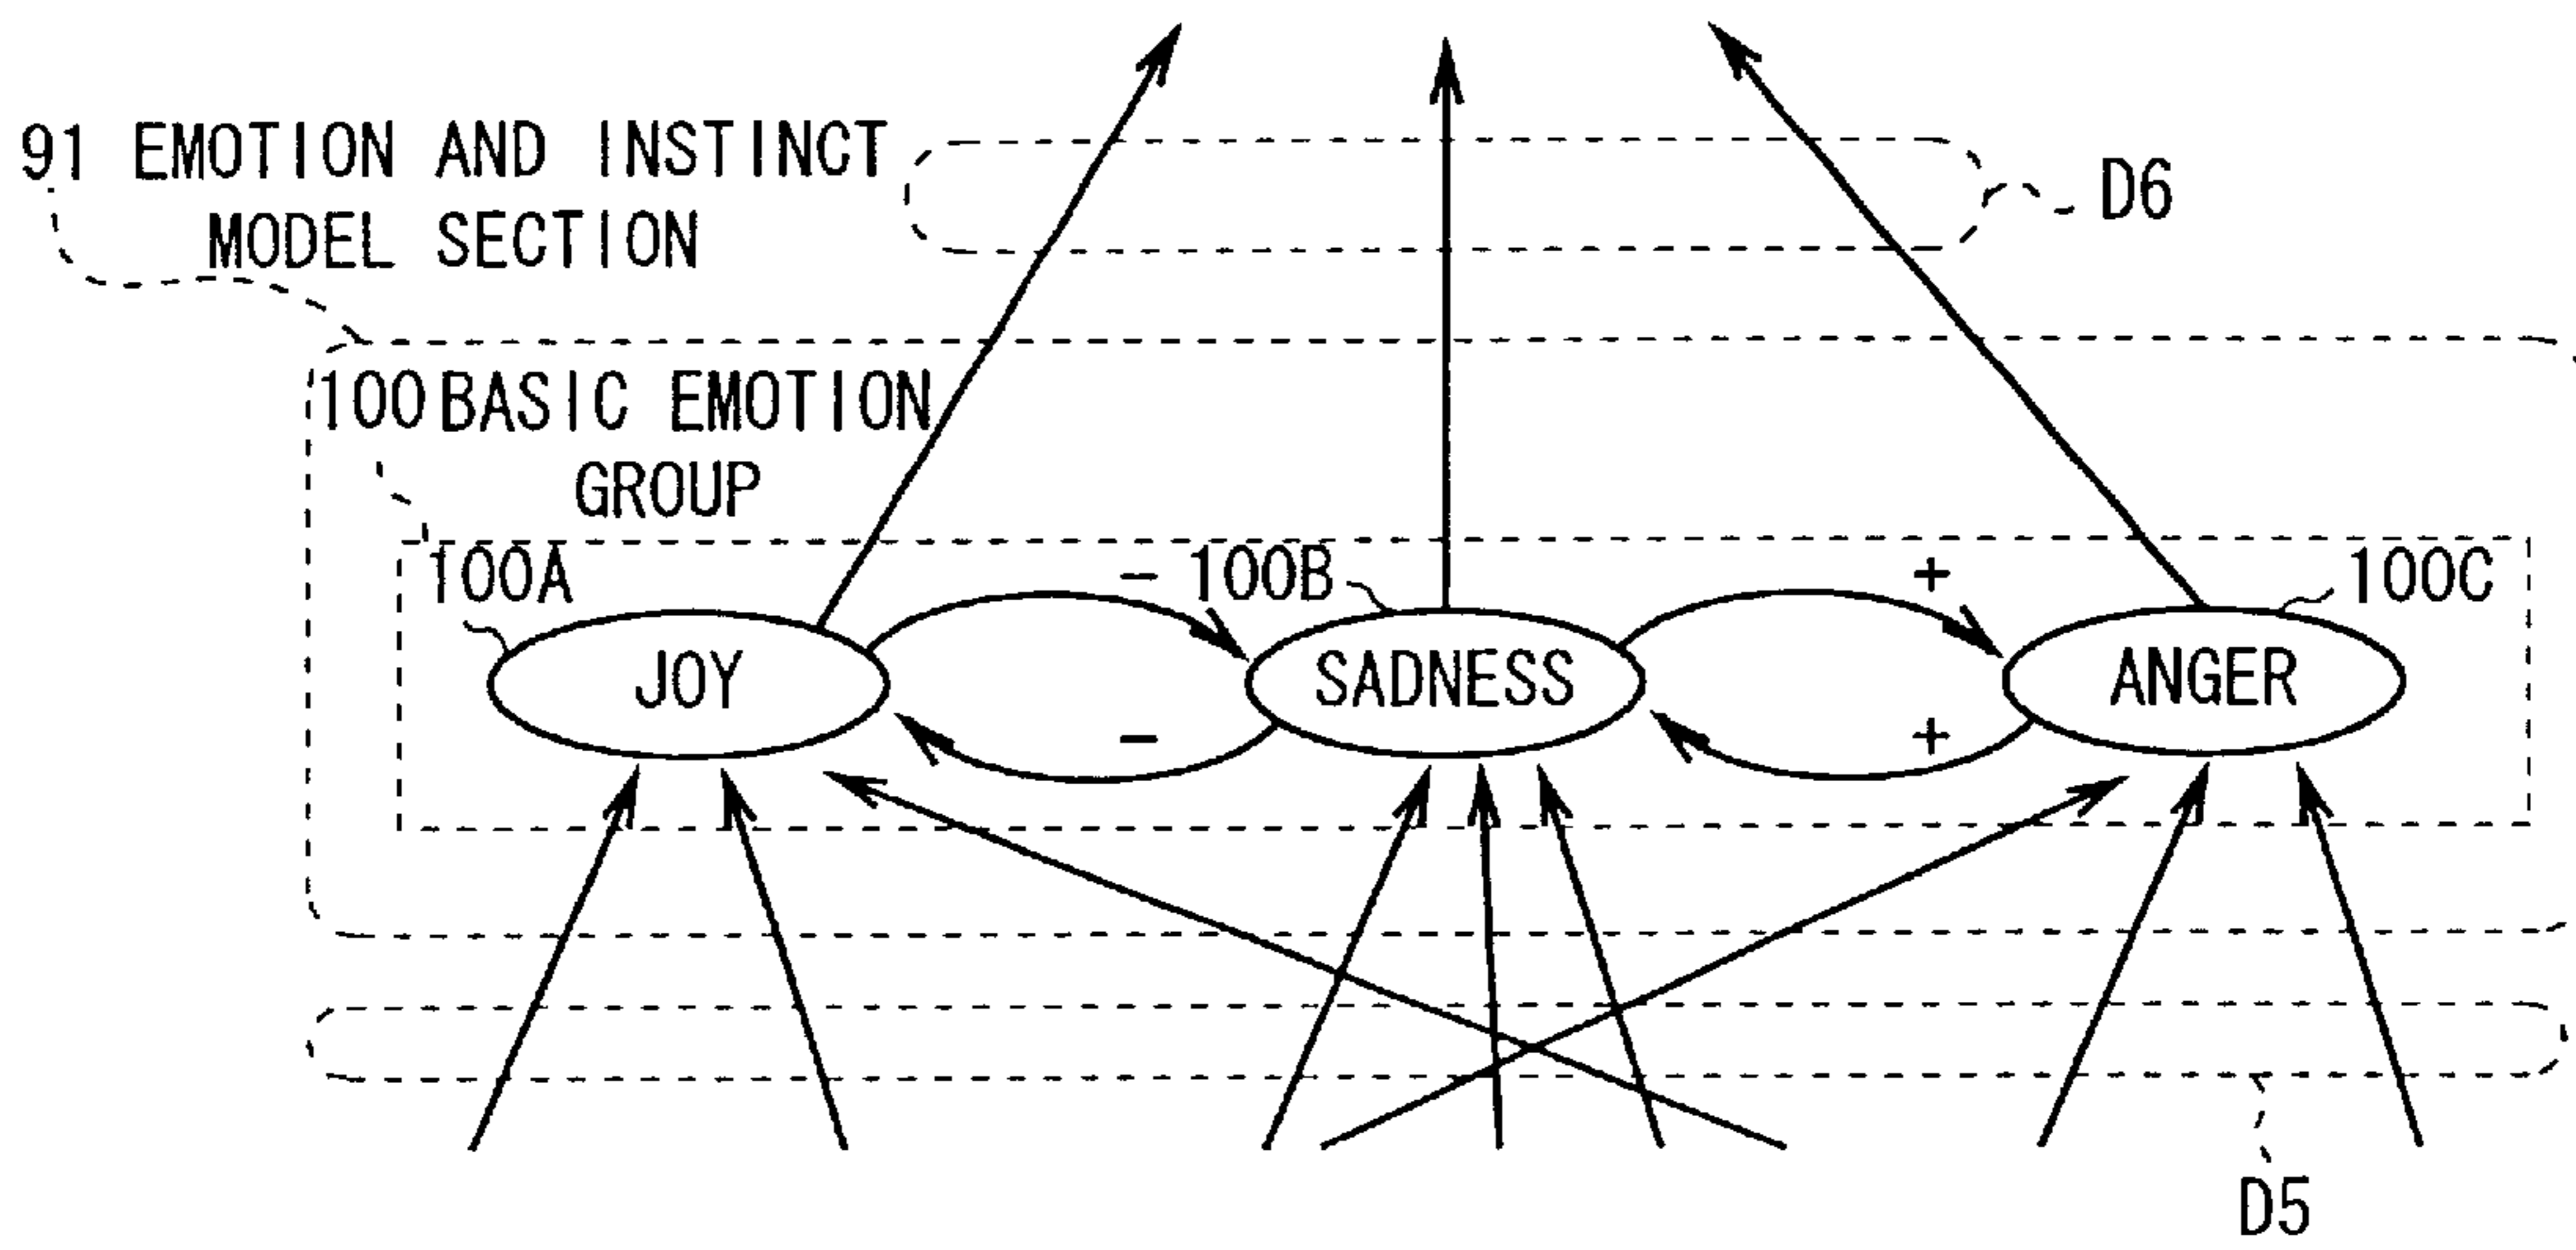 91 EMOTION AND INSTINCT
MODEL SECTION
D6
100 BASIC EMOTION
GROUP
100A
- 100B
+
100C
JOY
SADNESS
ANGER
-
+
D5